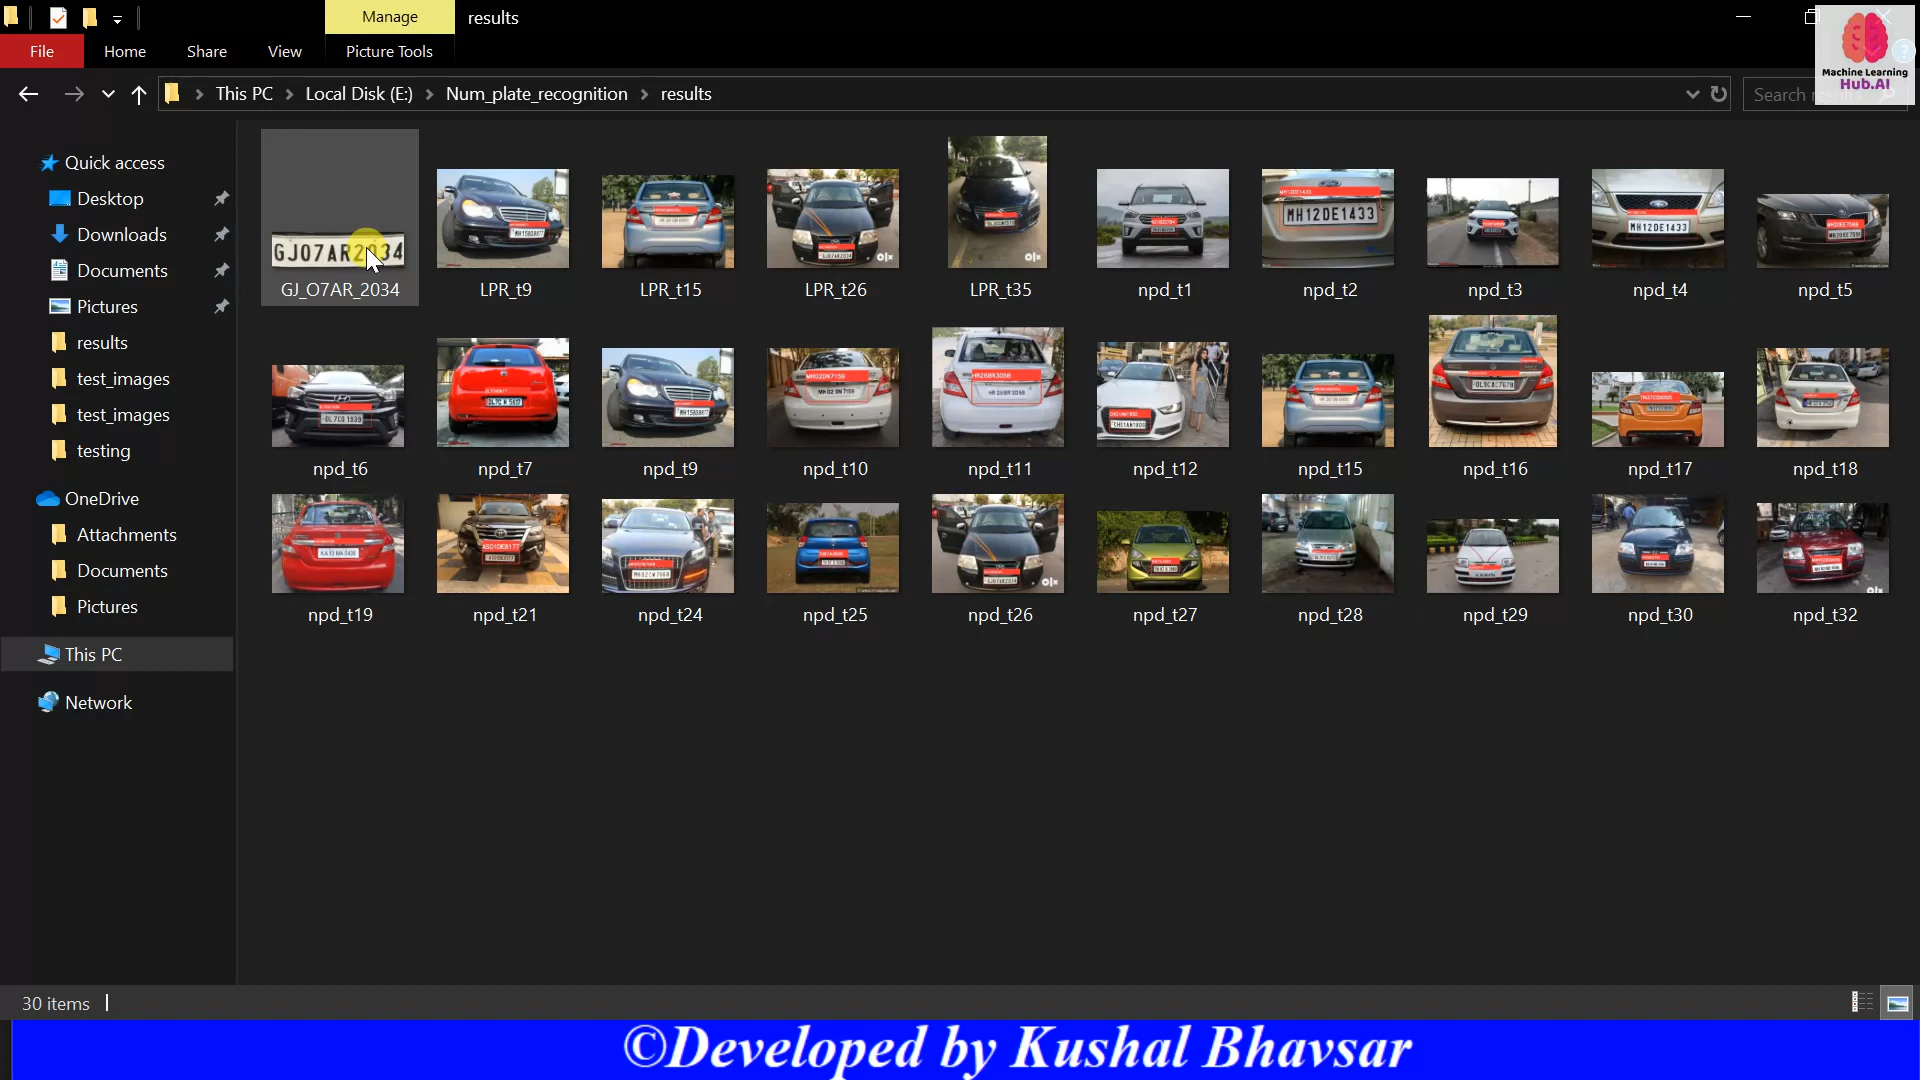 Manage
results
File
Home
Share
View
Picture Tools
Machine Learning
Hub.AI
This PC
Local Disk (E:)
Num_plate_recognition
results
Search
Quick access
Desktop
Downloads
Documents
Pictures
results
test_images
test_images
testing
OneDrive
Attachments
Documents
Pictures
This PC
Network
GJ07AR2034
MH12DE1433
MH12DE1433
GJ_O7AR_2034
LPR_t9
LPR_t15
LPR_t26
LPR_t35
npd_t1
npd_t2
npd_t3
npd_t4
npd_t5
npd_t6
npd_t7
npd_t9
npd_t10
npd_t11
npd_t12
npd_t15
npd_t16
npd_t17
npd_t18
npd_t19
npd_t21
npd_t24
npd_t25
npd_t26
npd_t27
npd_t28
npd_t29
npd_t30
npd_t32
30 items
©Developed by Kushal Bhavsar